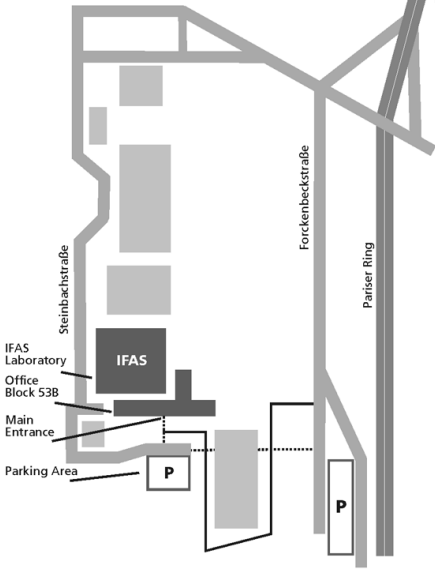 Forckenbeckstraße
Pariser Ring
Steinbachstraße
IFAS
Laboratory
IFAS
Office
Block 53B
Main
Entrance
Parking Area
P
P